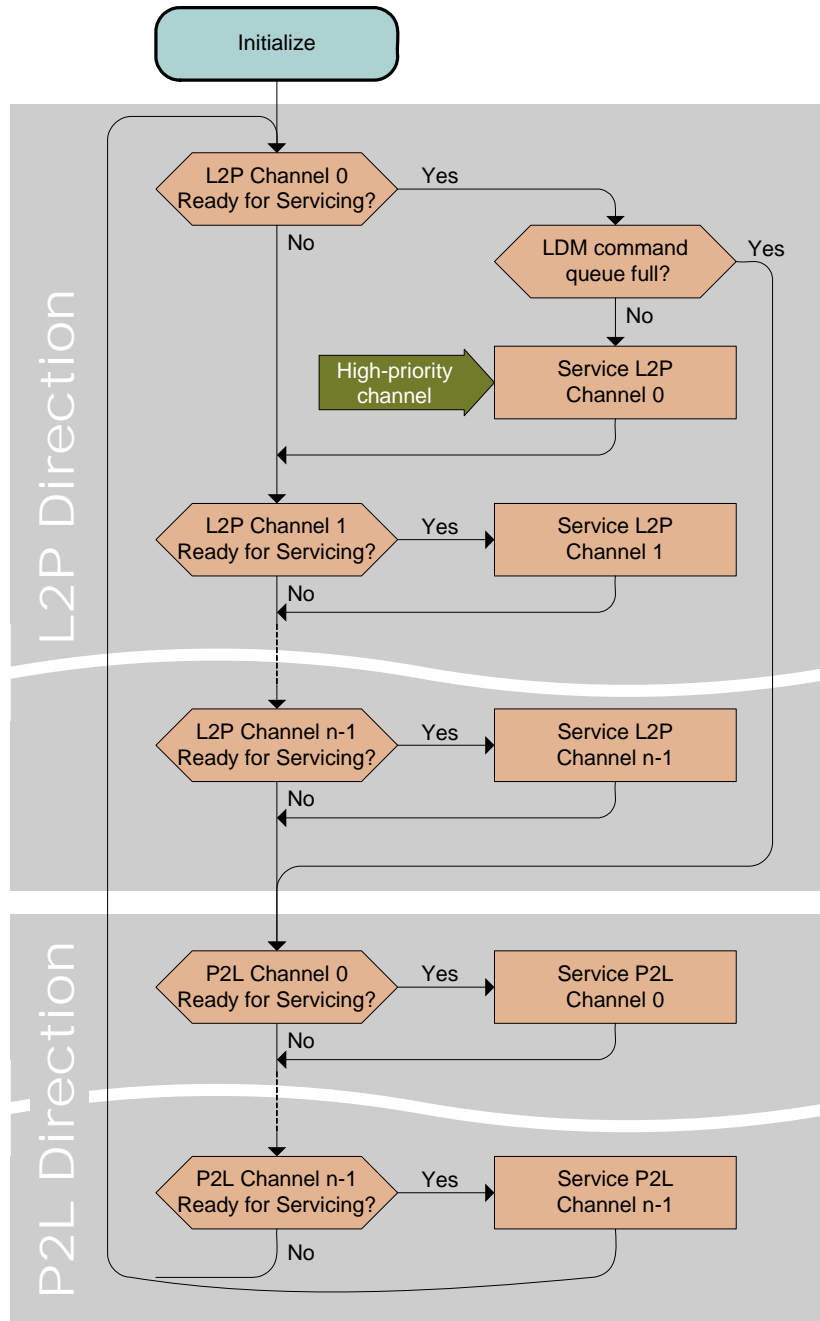 Initialize
L2P Direction
L2P Channel 0
Ready for Servicing?
Yes
No
LDM command
queue full?
Yes
No
High-priority
channel
Service L2P
Channel 0
L2P Channel 1
Ready for Servicing?
Yes
No
Service L2P
Channel 1
L2P Channel n-1
Ready for Servicing?
Yes
No
Service L2P
Channel n-1
P2L Direction
P2L Channel 0
Ready for Servicing?
Yes
No
Service P2L
Channel 0
P2L Channel n-1
Ready for Servicing?
Yes
No
Service P2L
Channel n-1